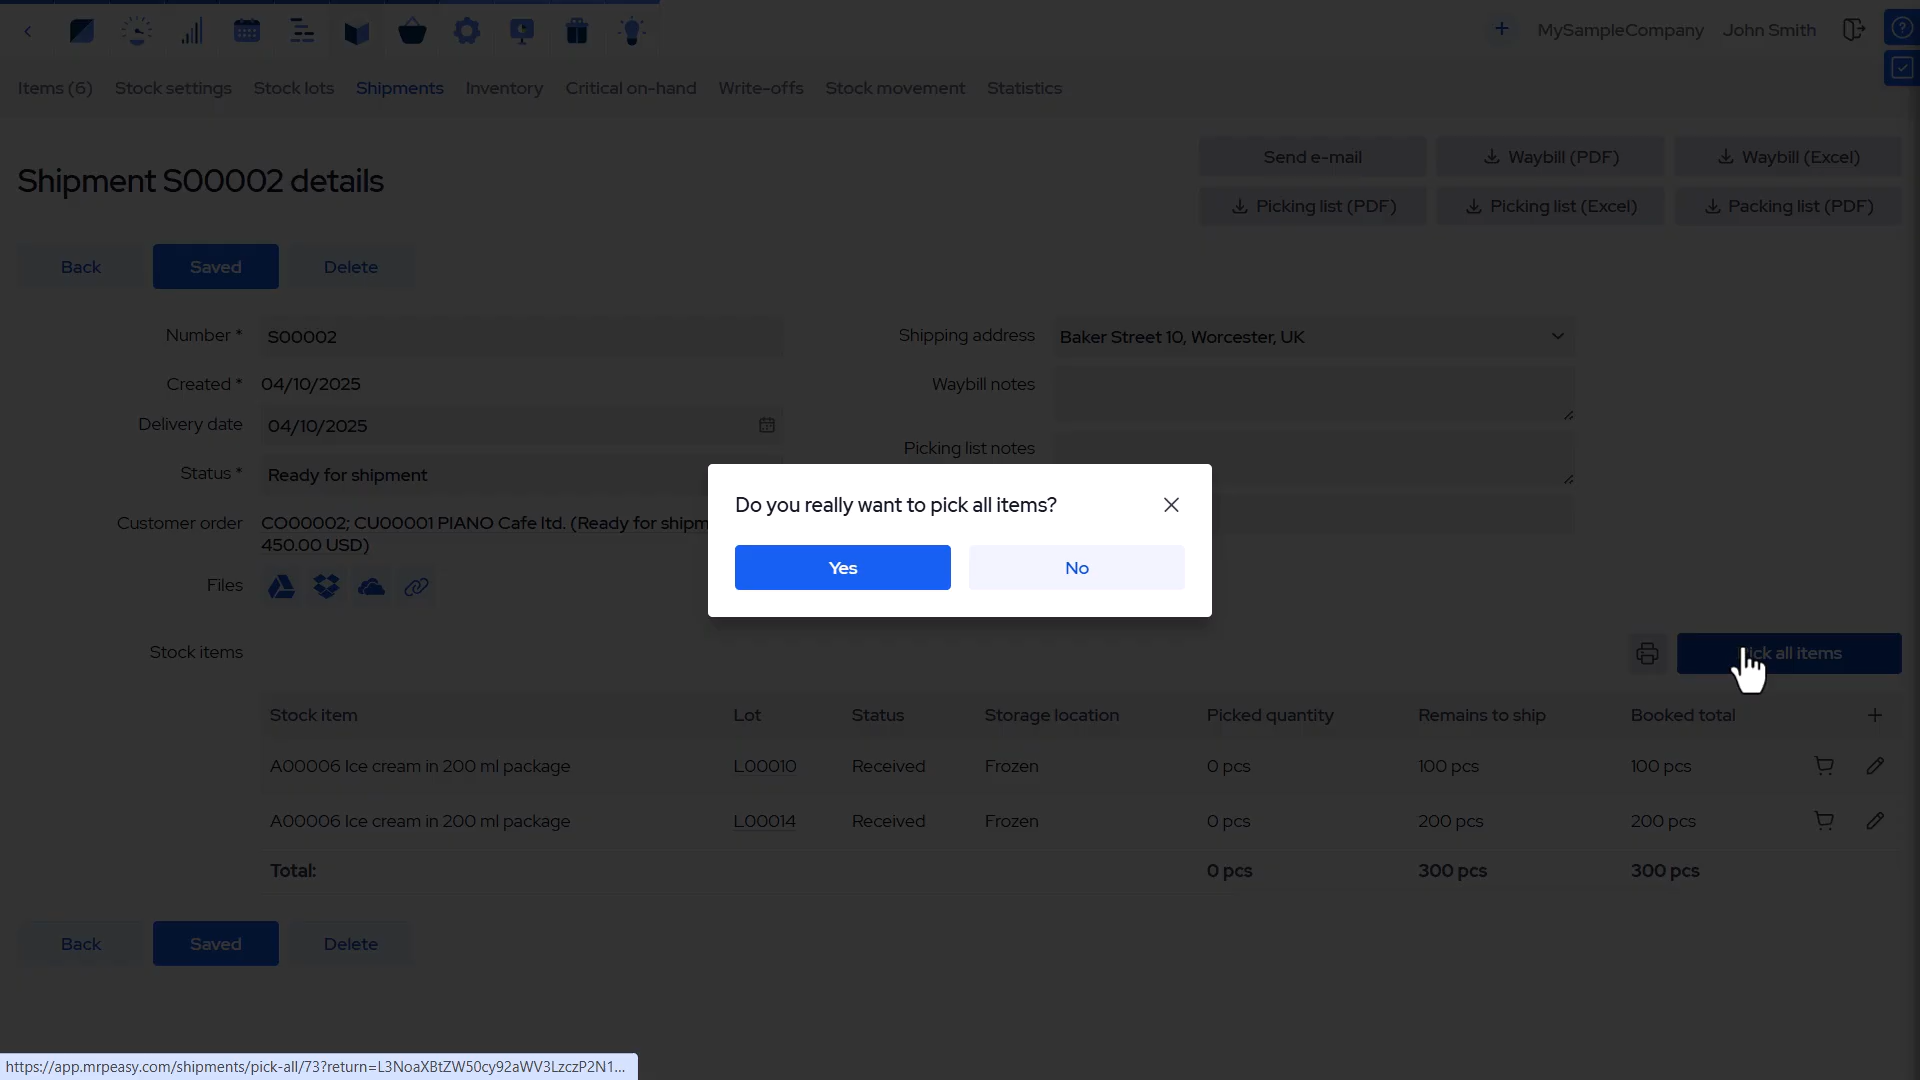 MySampleCompany John Smith
Items (6) Stock settings Stock lots Shipments Inventory Critical on-hand Write-offs Stock movement Statistics
Send e-mail Waybill (PDF) Waybill (Excel)
Shipment S00002 details
Picking list (PDF) Picking list (Excel) Packing list (PDF)
Back Saved Delete
Number * S00002 Shipping address Baker Street 10, Worcester, UK
Created * 04/10/2025 Waybill notes
Delivery date 04/10/2025
Picking list notes
Status * Ready for shipment
Do you really want to pick all items?
Customer order CO00002; CU00001 PIANO Cafe ltd. (Ready for shipm
450.00 USD)
Yes No
Files
Stock items ick all items
Stock item Lot Status Storage location Picked quantity Remains to ship Booked total
A00006 Ice cream in 200 ml package L00010 Received Frozen 0 pcs 100 pcs 100 pcs
A00006 Ice cream in 200 ml package L00014 Received Frozen 0 pcs 200 pcs 200 pcs
Total: 0 pcs 300 pcs 300 pcs
Back Saved Delete
https://app.mrpeasy.com/shipments/pick-all/73?return=L3NoaXBtZW50cy92aWV3LzczP2N1...